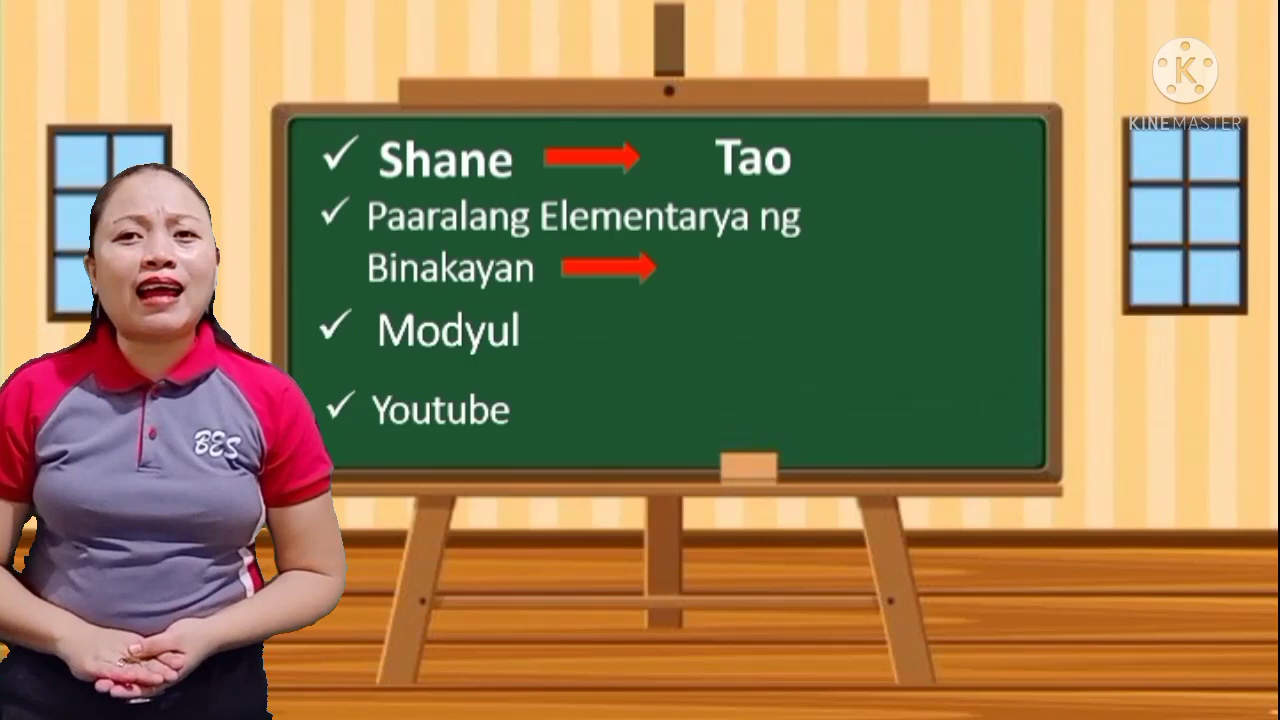 ✓ Shane Tao
✓ Paaralang Elementarya ng
Binakayan
✓ Modyul
✓ Youtube
BES
K
KINEMASTER